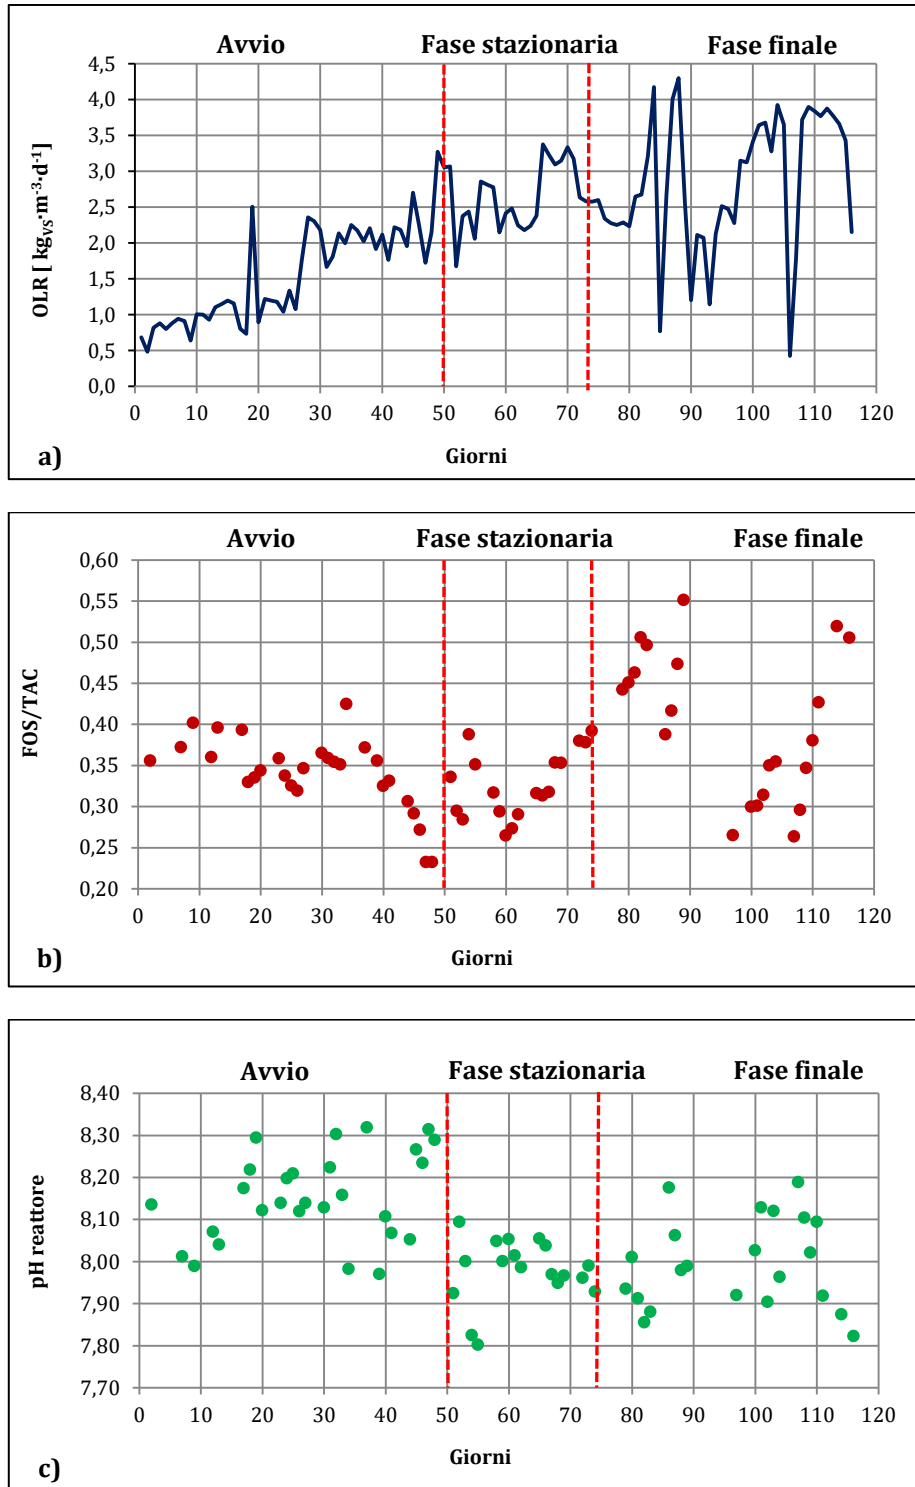 Avvio Fase stazionaria Fase finale
4,5
4,0
3,5
3,0
2,5
2,0
1,5
1,0
0,5
0,0
OLR [ kgVS·m-3·d-1]
0 10 20 30 40 50 60 70 80 90 100 110 120
Giorni
a)
Avvio Fase stazionaria Fase finale
0,60
0,55
0,50
0,45
0,40
0,35
0,30
0,25
0,20
FOS/TAC
0 10 20 30 40 50 60 70 80 90 100 110 120
Giorni
b)
Avvio Fase stazionaria Fase finale
8,40
8,30
8,20
8,10
8,00
7,90
7,80
7,70
pH reattore
0 10 20 30 40 50 60 70 80 90 100 110 120
Giorni
c)